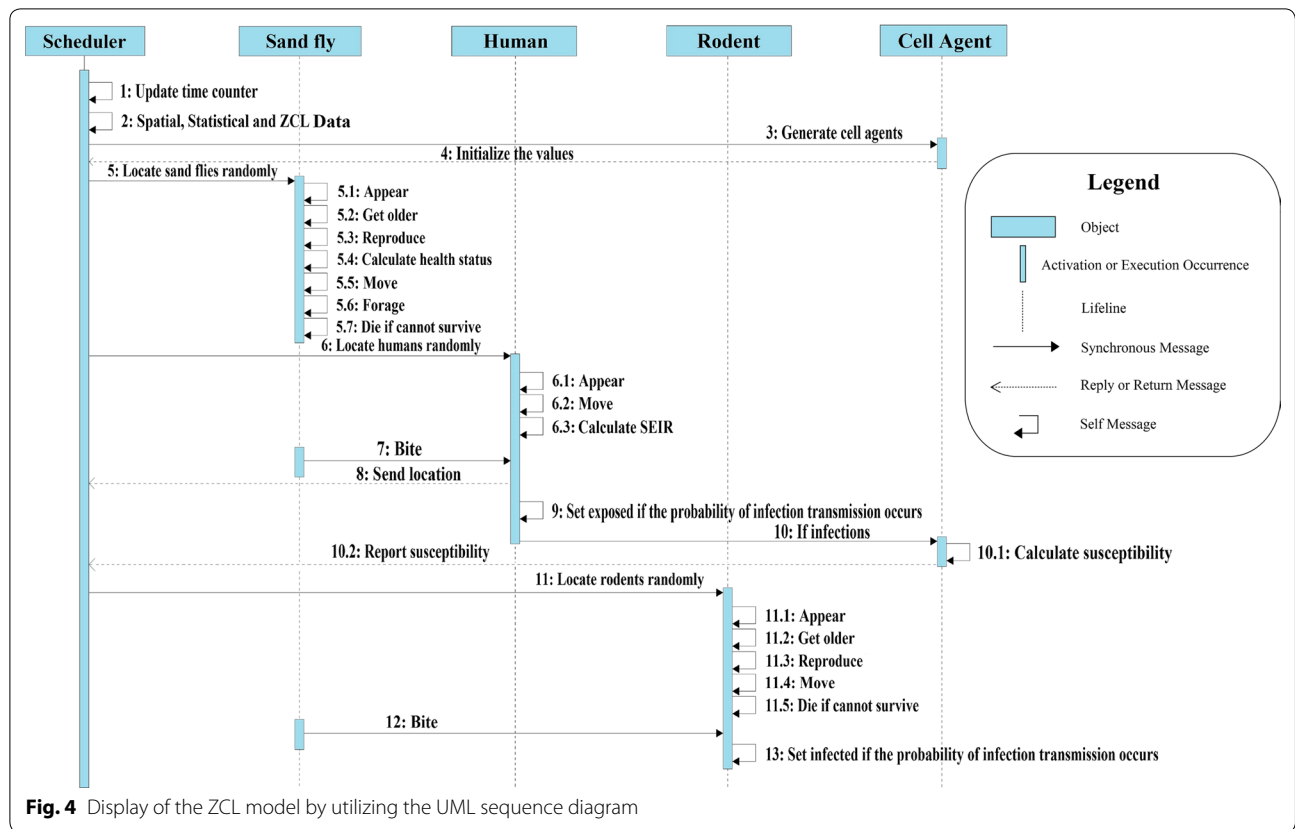 Scheduler
Sand fly
Human
Rodent
Cell Agent
1: Update time counter
2: Spatial, Statistical and ZCL Data
3: Generate cell agents
4: Initialize the values
5: Locate sand flies randomly
5.1: Appear
5.2: Get older
5.3: Reproduce
5.4: Calculate health status
5.5: Move
5.6: Forage
5.7: Die if cannot survive
6: Locate humans randomly
6.1: Appear
6.2: Move
6.3: Calculate SEIR
7: Bite
8: Send location
9: Set exposed if the probability of infection transmission occurs
10: If infections
10.1: Calculate susceptibility
10.2: Report susceptibility
11: Locate rodents randomly
11.1: Appear
11.2: Get older
11.3: Reproduce
11.4: Move
11.5: Die if cannot survive
12: Bite
13: Set infected if the probability of infection transmission occurs
Legend
Object
Activation or Execution Occurrence
Lifeline
Synchronous Message
Reply or Return Message
Self Message
Fig. 4 Display of the ZCL model by utilizing the UML sequence diagram